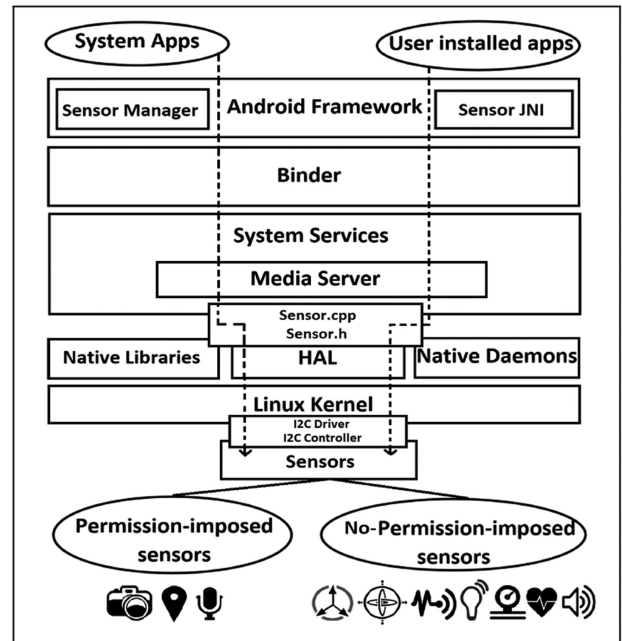 System Apps
User installed apps
Sensor Manager
Android Framework
Sensor JNI
Binder
System Services
Media Server
Sensor.cpp
Sensor.h
Native Libraries
HAL
Native Daemons
Linux Kernel
I2C Driver
I2C Controller
Sensors
Permission-imposed
sensors
No-Permission-imposed
sensors